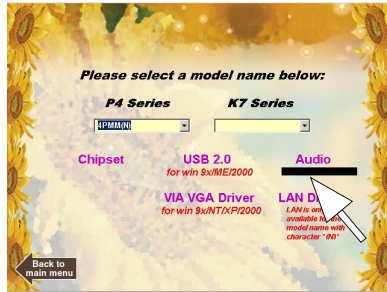 Please select a model name below:
P4 Series
K7 Series
4PMM(N)
Chipset
USB 2.0
for win 9x/ME/2000
Audio
VIA VGA Driver
for win 9x/NT/XP/2000
LAN
LAN is
available for the
model name with
character "(N)"
Back to
main menu